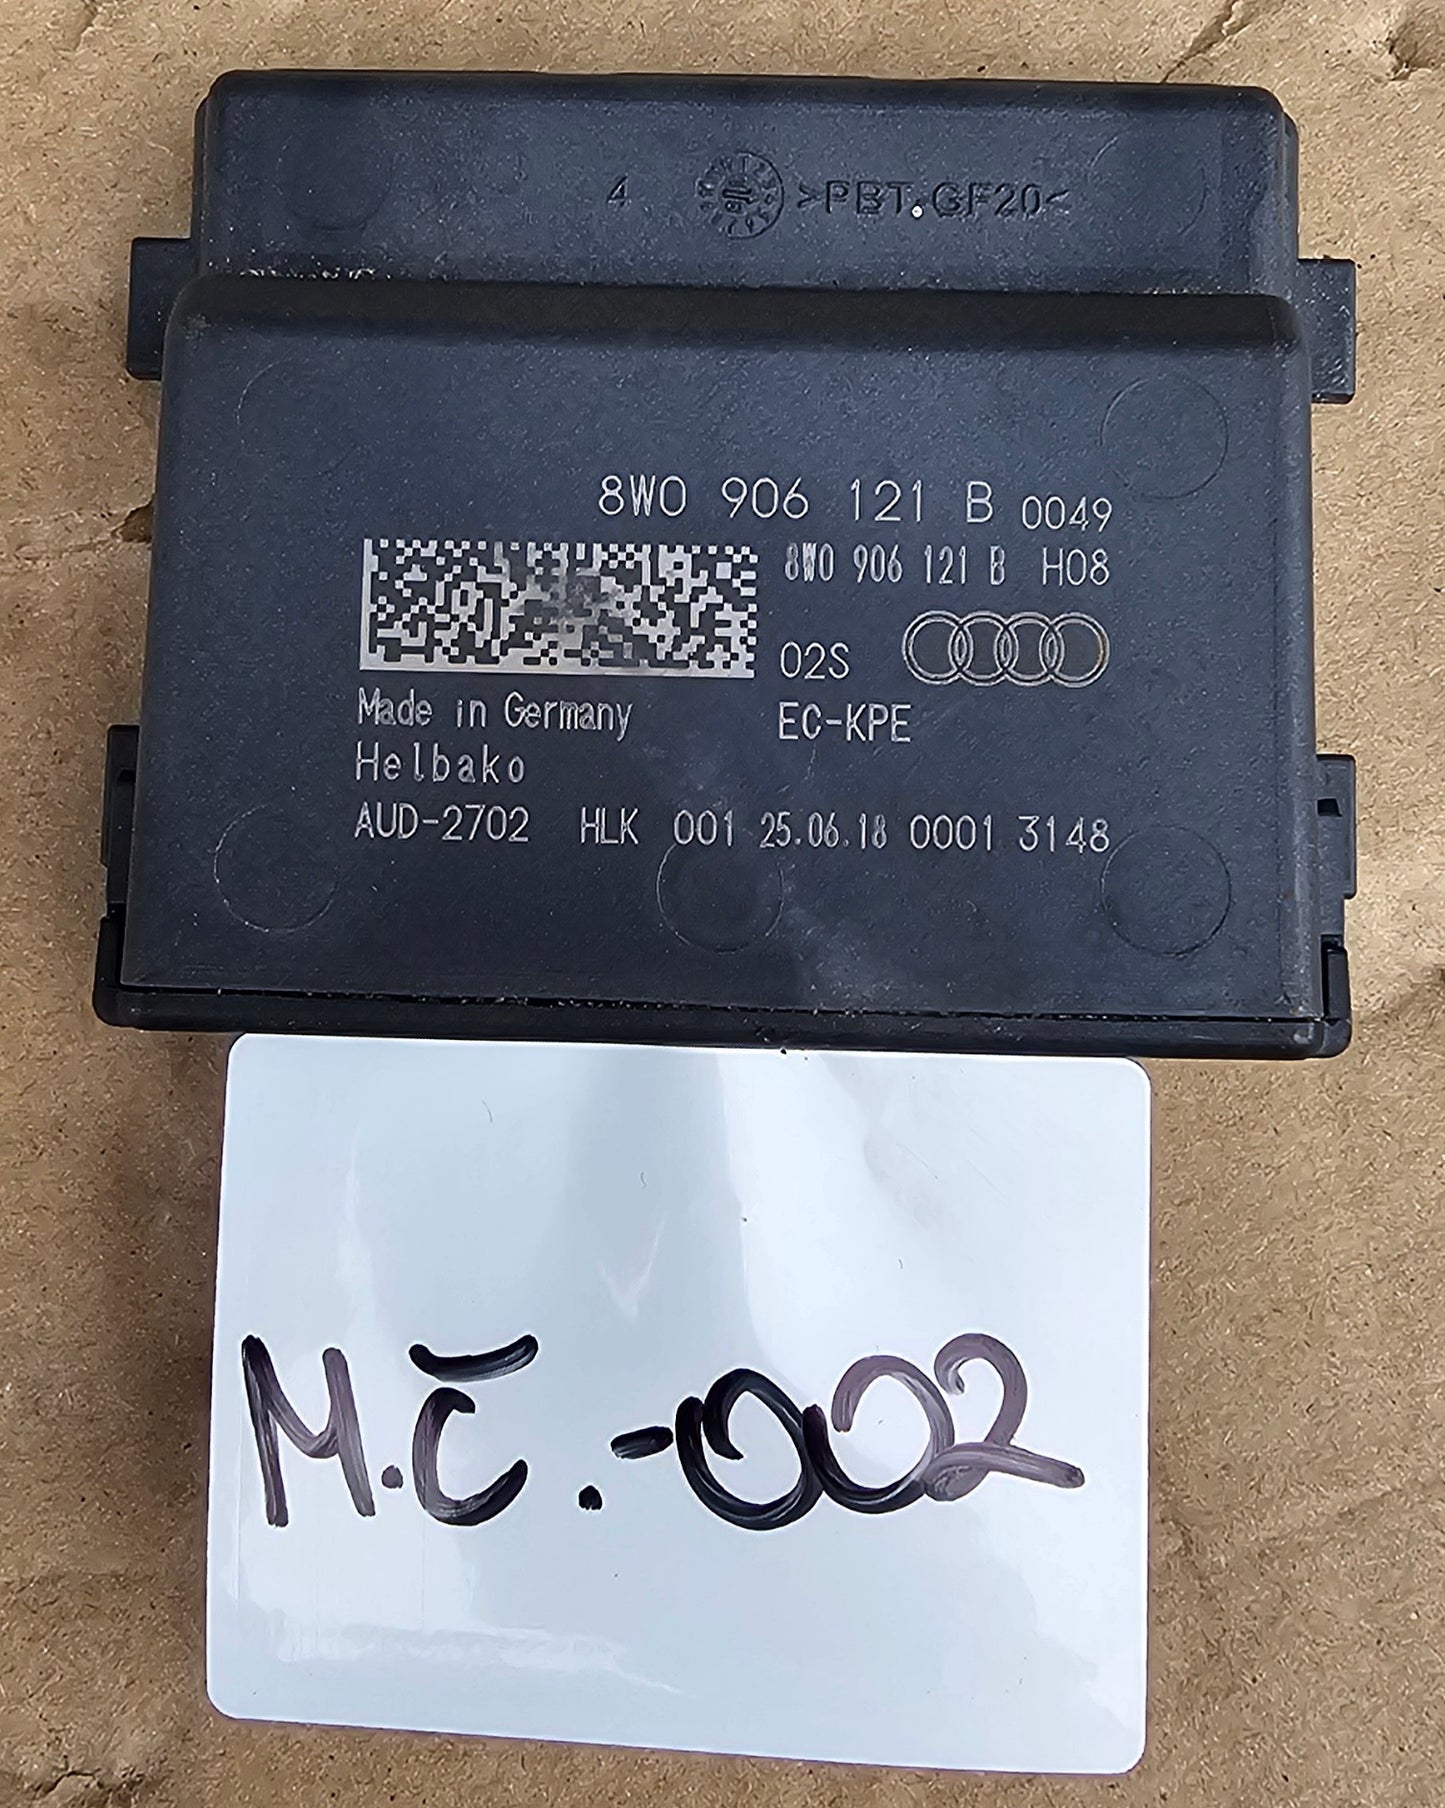 4 >PBT.GF20<
8W0 906 121 B 0049
8W0 906 121 B H08
02S
Made in Germany EC-KPE
Helbako
AUD-2702 HLK 001 25.06.18 0001 3148
M.Č.-002